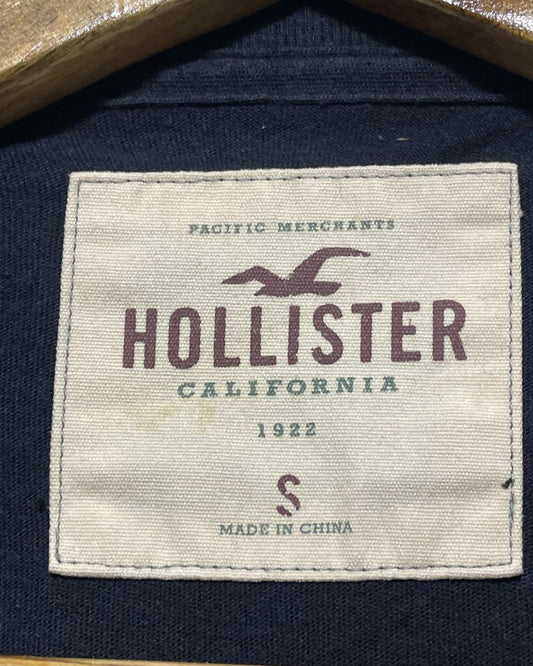 PACIFIC MERCHANTS
HOLLISTER
CALIFORNIA
1922
S
MADE IN CHINA